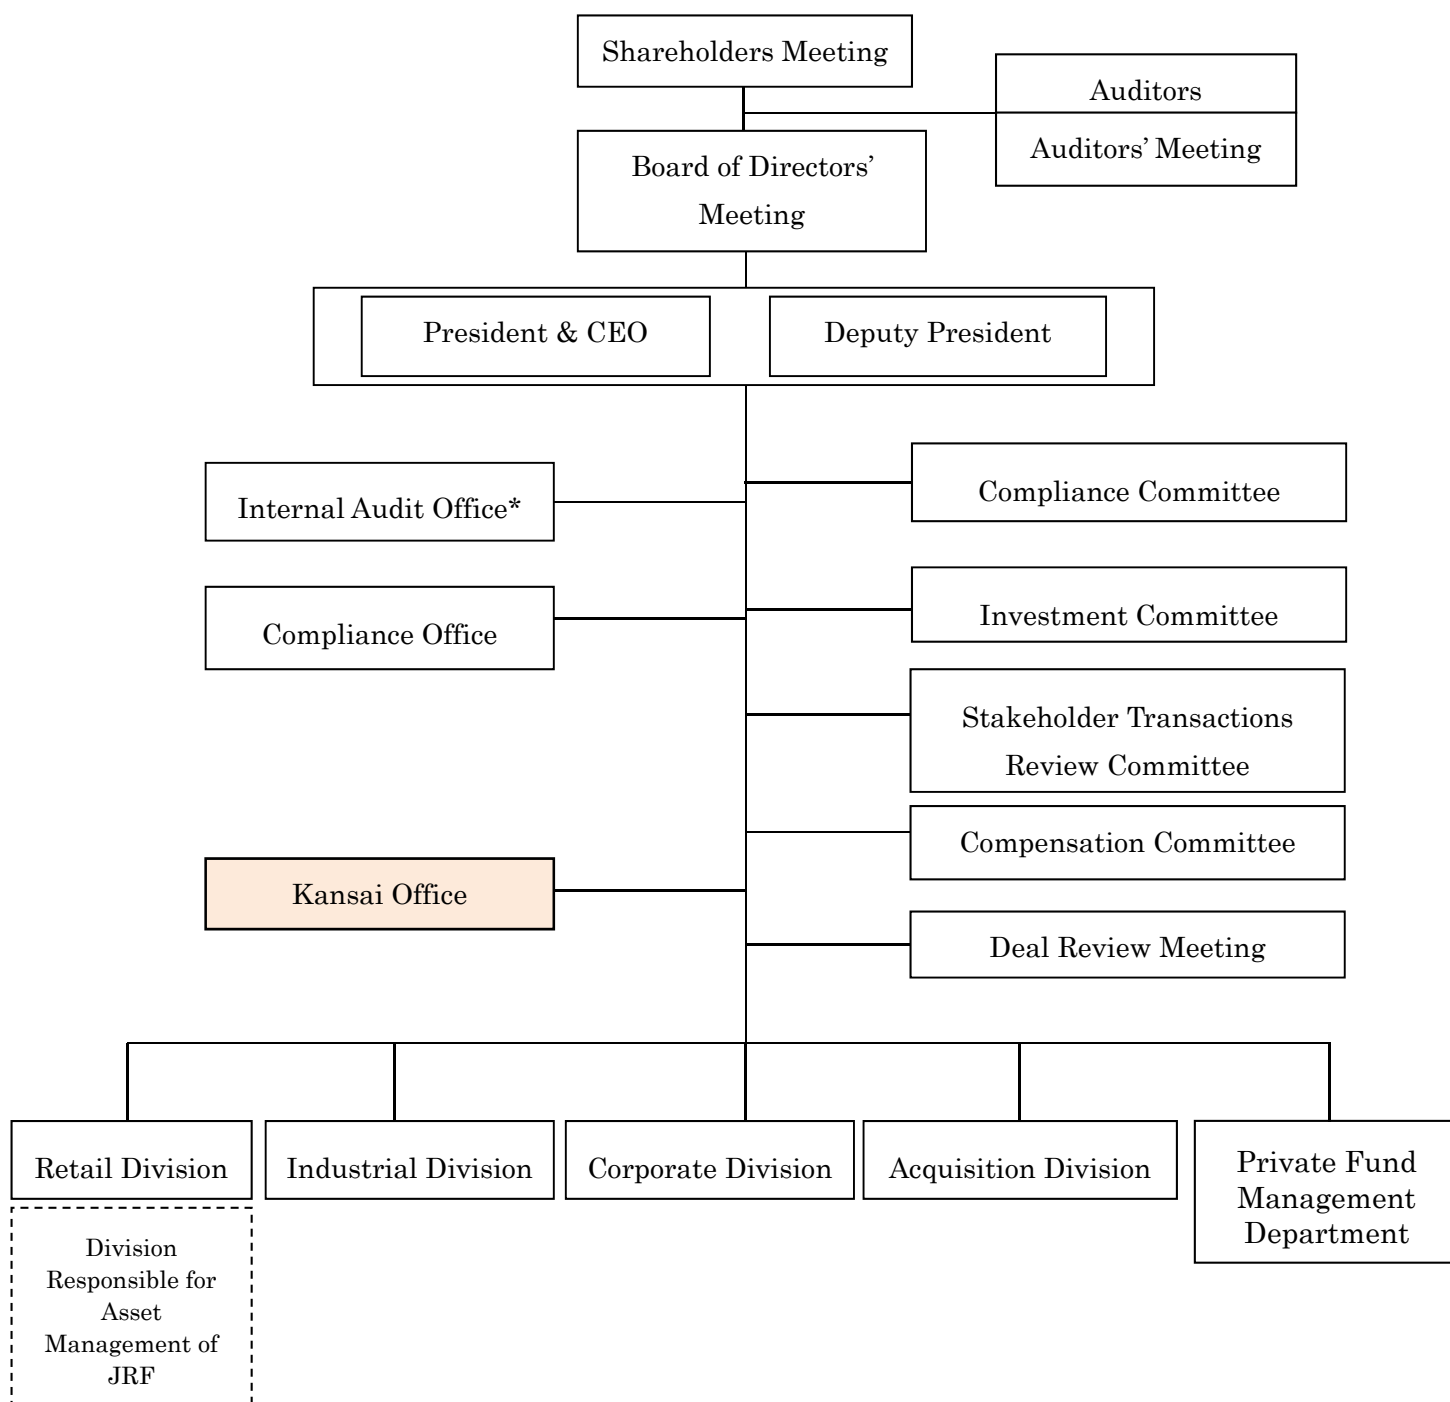 Shareholders Meeting
Auditors
Auditors’ Meeting
Board of Directors’
Meeting
President & CEO
Deputy President
Internal Audit Office*
Compliance Committee
Compliance Office
Investment Committee
Stakeholder Transactions
Review Committee
Compensation Committee
Kansai Office
Deal Review Meeting
Retail Division
Industrial Division
Corporate Division
Acquisition Division
Private Fund
Management
Department
Division
Responsible for
Asset
Management of
JRF